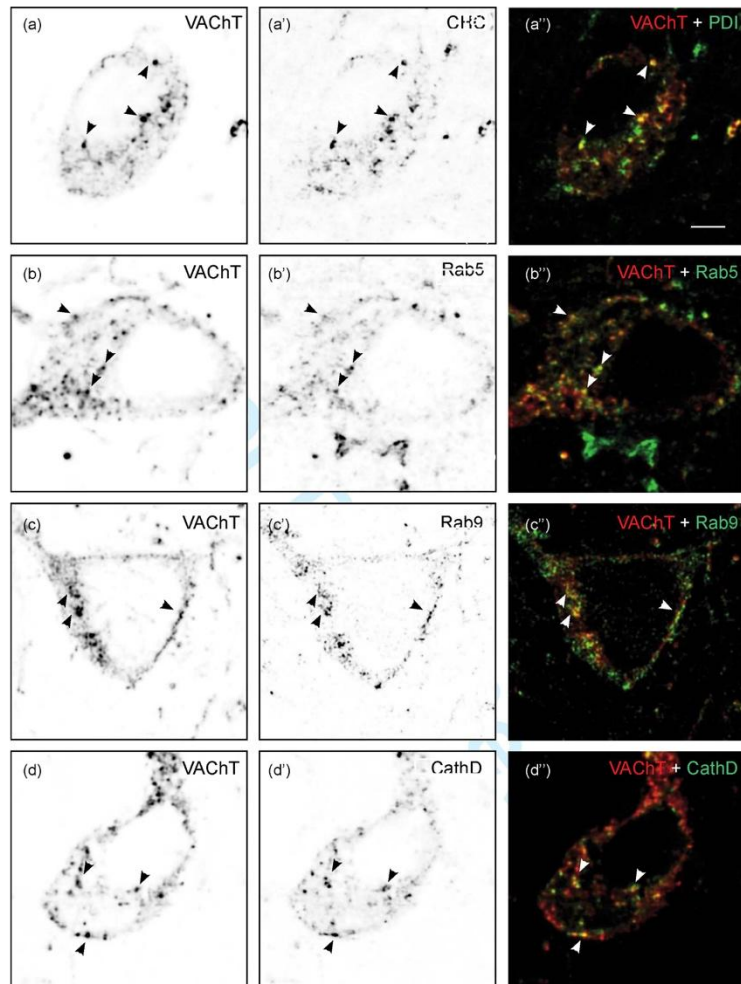 (a) VAChT (a') CHC (a'') VAChT + PDI
(b) VAChT (b') Rab5 (b'') VAChT + Rab5
(c) VAChT (c') Rab9 (c'') VAChT + Rab9
(d) VAChT (d') CathD (d'') VAChT + CathD